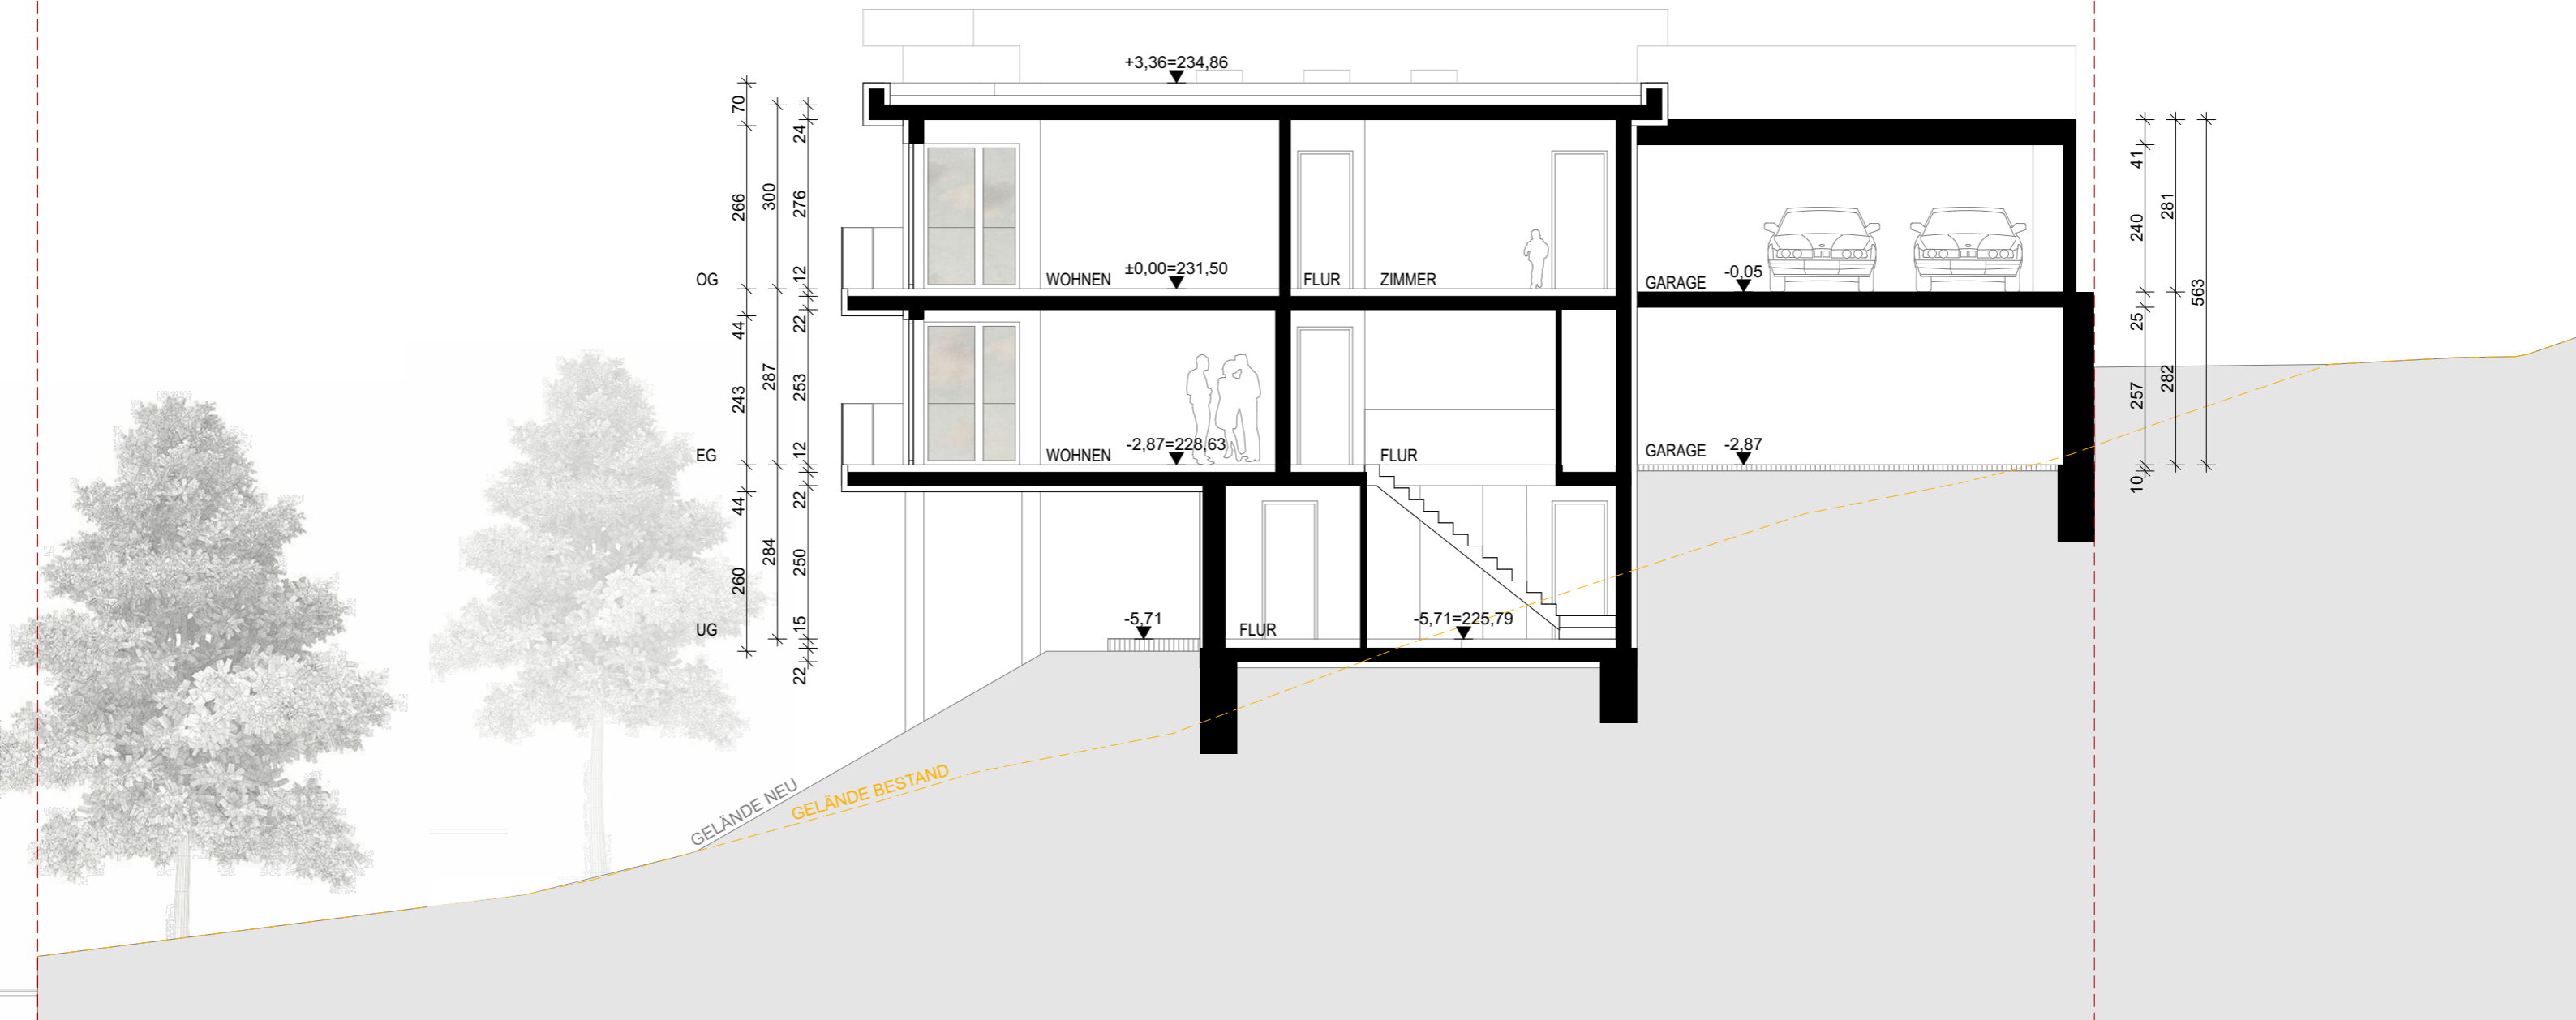 +3,36=234,86
70
24
266
300
276
12
OG
WOHNEN
±0,00=231,50
FLUR
ZIMMER
GARAGE
-0,05
41
281
240
563
44
22
287
243
253
12
EG
WOHNEN
-2,87=228,63
FLUR
GARAGE
-2,87
25
282
257
10
44
22
284
250
260
15
UG
22
-5,71
FLUR
-5,71=225,79
GELÄNDE NEU
GELÄNDE BESTAND